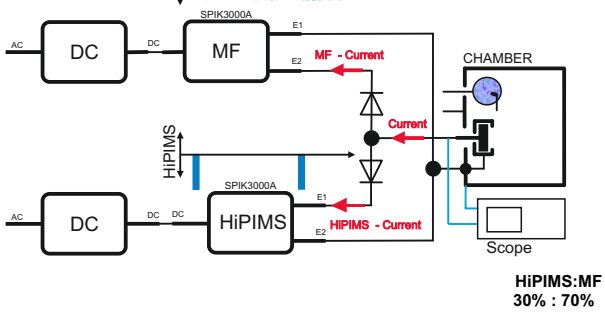 SPIK3000A
E1
AC
DC
DC
MF
E2
MF - Current
CHAMBER
Current
HiPIMS
SPIK3000A
AC
DC
DC
DC
HiPIMS
E1
HiPIMS - Current
E2
Scope
HiPIMS:MF
30% : 70%